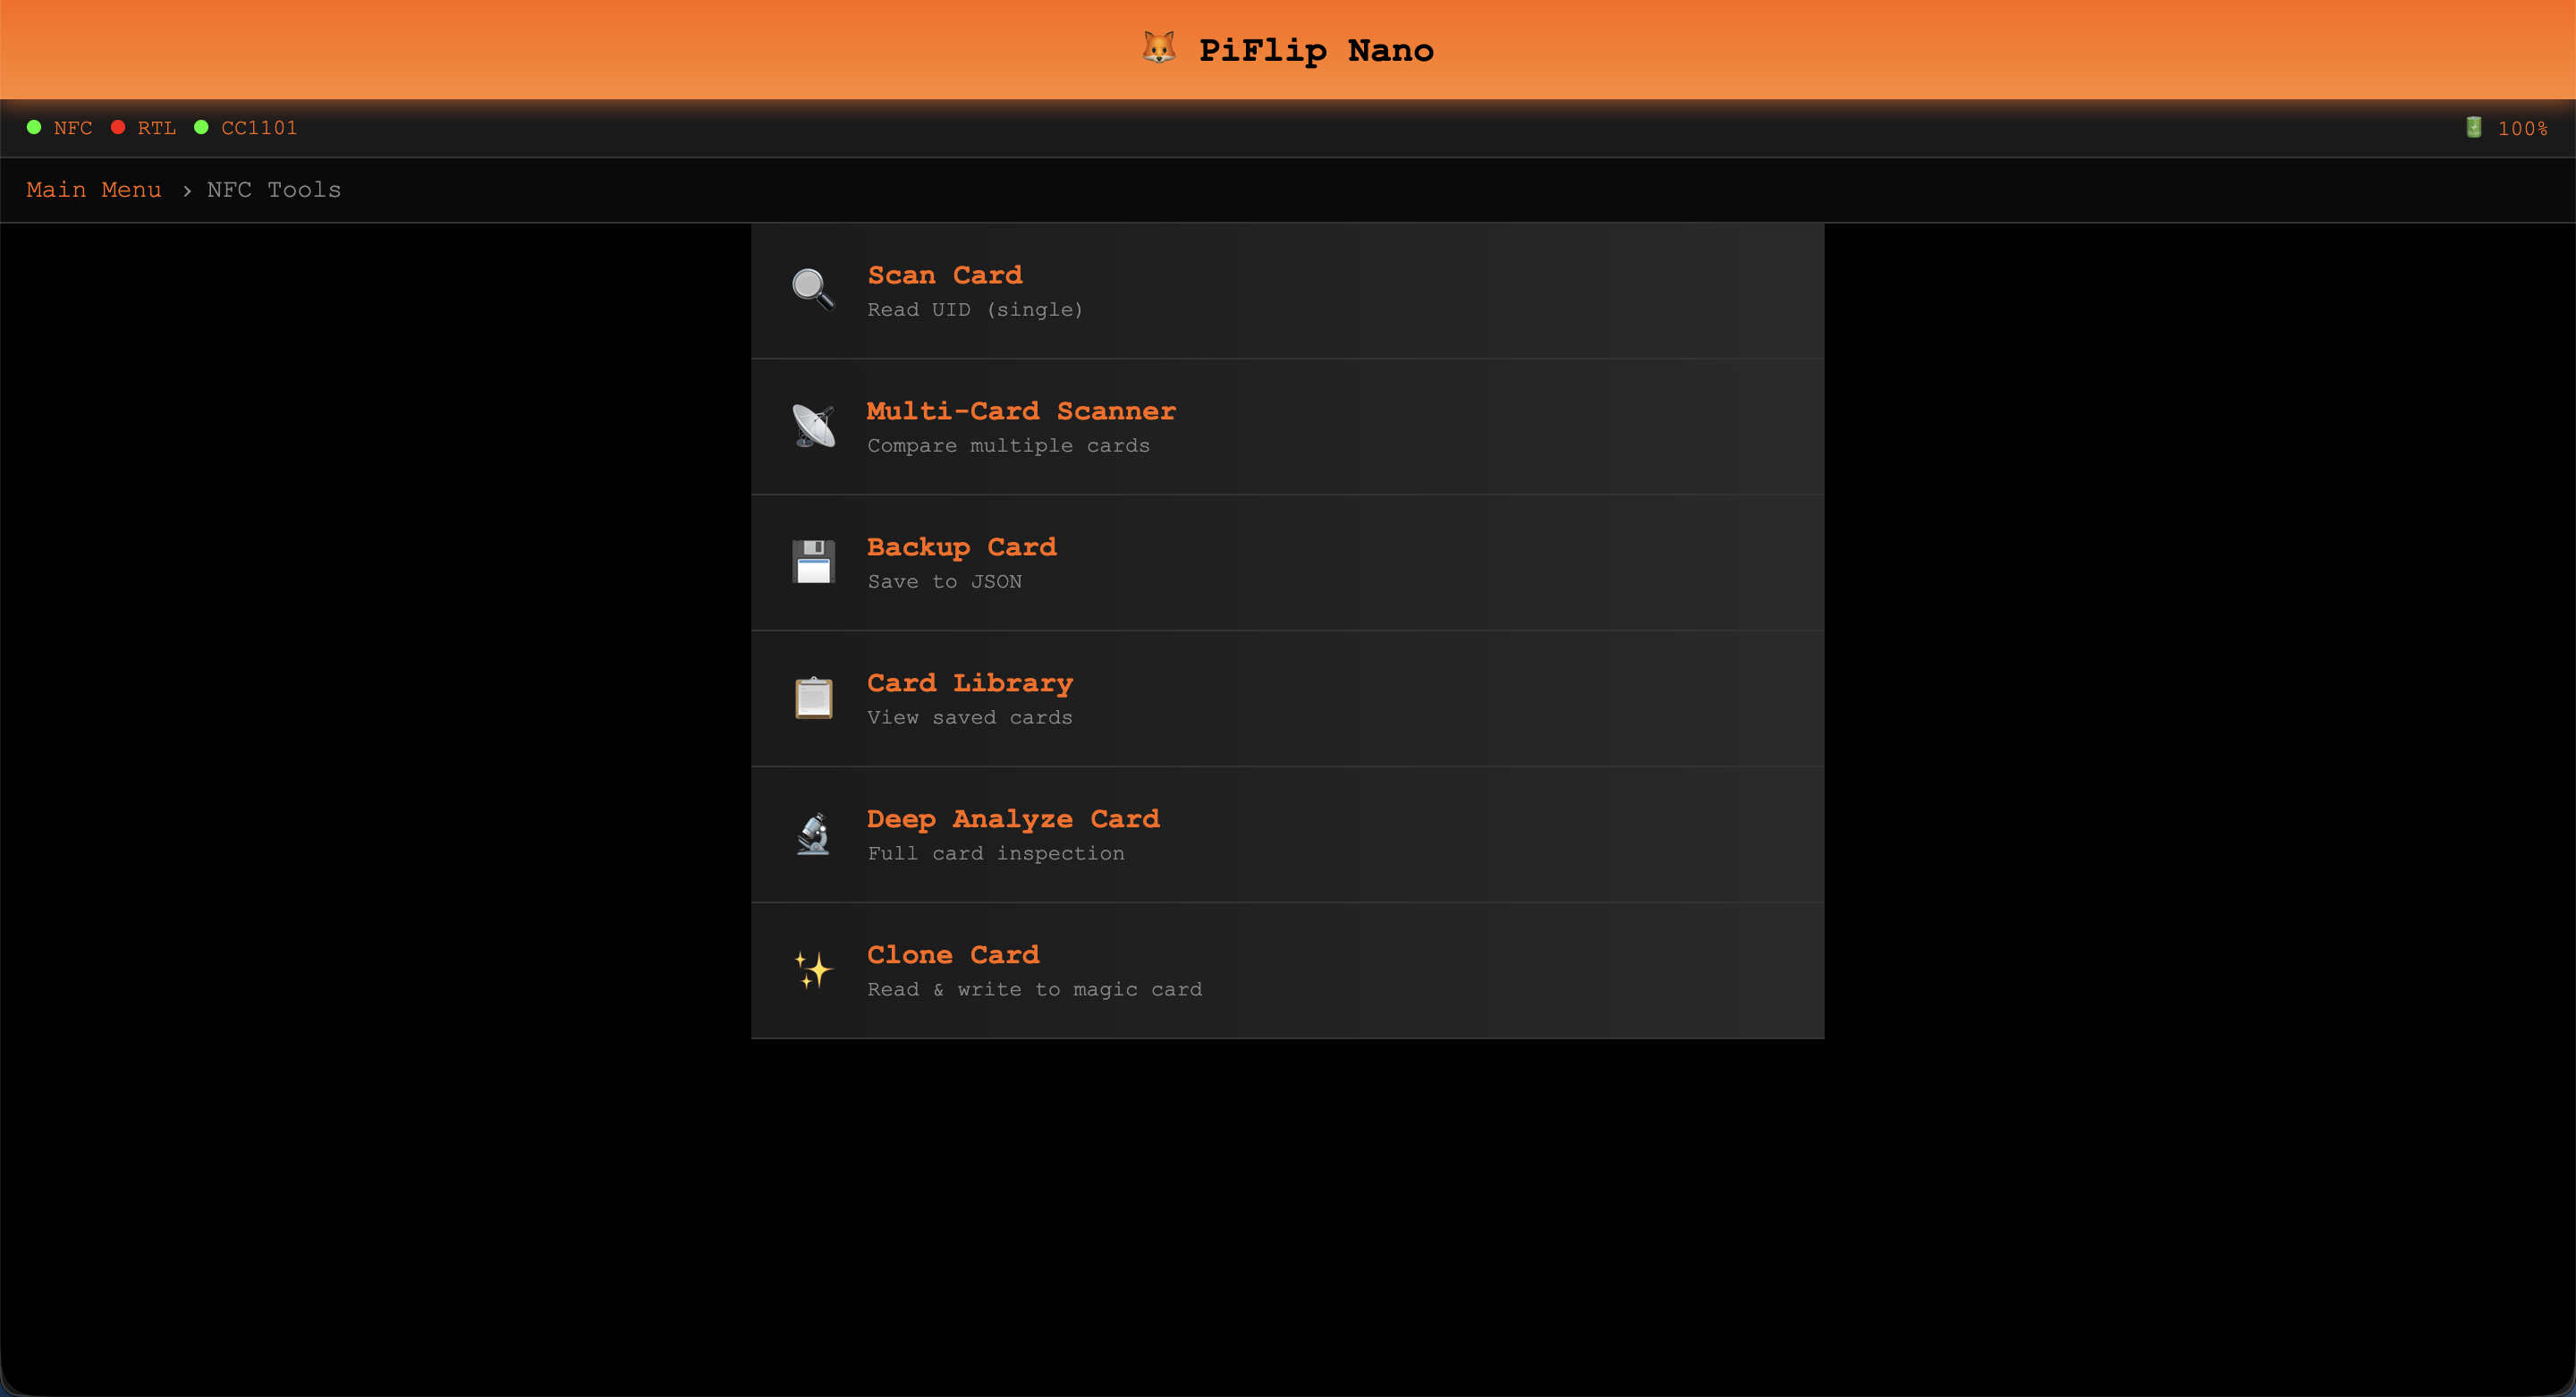 PiFlip Nano
NFC RTL CC1101 100%
Main Menu › NFC Tools
Scan Card
Read UID (single)
Multi-Card Scanner
Compare multiple cards
Backup Card
Save to JSON
Card Library
View saved cards
Deep Analyze Card
Full card inspection
Clone Card
Read & write to magic card